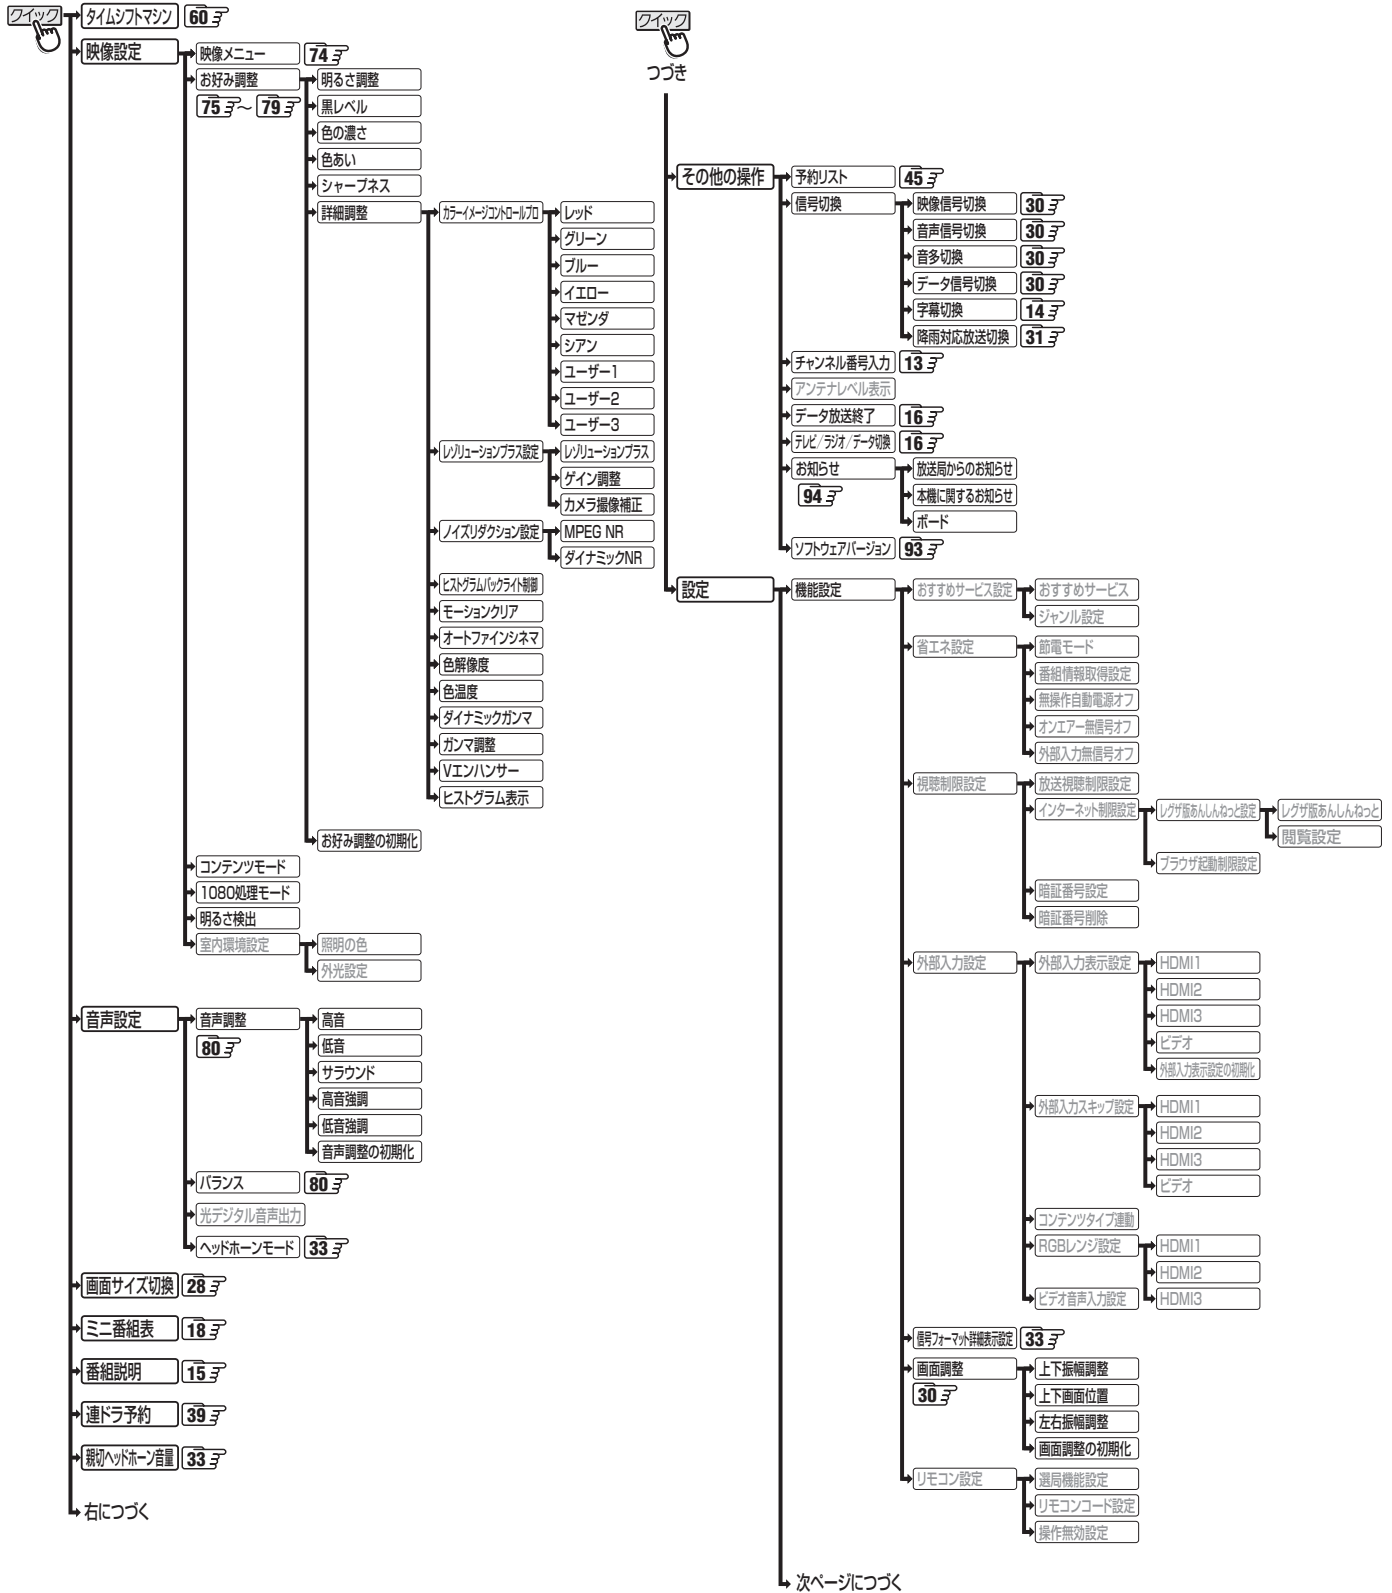 クイック
タイムシフトマシン 60
映像設定
映像メニュー 74
お好み調整
75 ～ 79
明るさ調整
黒レベル
色の濃さ
色あい
シャープネス
詳細調整
カラーイメージコントロールプロ
レッド
グリーン
ブルー
イエロー
マゼンダ
シアン
ユーザー1
ユーザー2
ユーザー3
レゾリューションプラス設定
レゾリューションプラス
ゲイン調整
カメラ撮像補正
ノイズリダクション設定
MPEG NR
ダイナミックNR
ヒストグラムバックライト制御
モーションクリア
オートファインシネマ
色解像度
色温度
ダイナミックガンマ
ガンマ調整
Vエンハンサー
ヒストグラム表示
お好み調整の初期化
コンテンツモード
1080処理モード
明るさ検出
室内環境設定
照明の色
外光設定
音声設定
音声調整
80
高音
低音
サラウンド
高音強調
低音強調
音声調整の初期化
バランス 80
光デジタル音声出力
ヘッドホーンモード 33
画面サイズ切換 28
ミニ番組表 18
番組説明 15
連ドラ予約 39
親切ヘッドホーン音量 33
右につづく
クイック
つづき
その他の操作
予約リスト 45
信号切換
映像信号切換 30
音声信号切換 30
音多切換 30
データ信号切換 30
字幕切換 14
降雨対応放送切換 31
チャンネル番号入力 13
アンテナレベル表示
データ放送終了 16
テレビ/ラジオ/データ切換 16
お知らせ
94
放送局からのお知らせ
本機に関するお知らせ
ボード
ソフトウェアバージョン 93
設定
機能設定
おすすめサービス設定
おすすめサービス
ジャンル設定
省エネ設定
節電モード
番組情報取得設定
無操作自動電源オフ
オンエアー無信号オフ
外部入力無信号オフ
視聴制限設定
放送視聴制限設定
インターネット制限設定
レグザ版あんしんねっと設定
レグザ版あんしんねっと
閲覧設定
ブラウザ起動制限設定
暗証番号設定
暗証番号削除
外部入力設定
外部入力表示設定
HDMI1
HDMI2
HDMI3
ビデオ
外部入力表示設定の初期化
外部入力スキップ設定
HDMI1
HDMI2
HDMI3
ビデオ
コンテンツタイプ連動
RGBレンジ設定
HDMI1
HDMI2
HDMI3
ビデオ音声入力設定
信号フォーマット詳細表示設定 33
画面調整
30
上下振幅調整
上下画面位置
左右振幅調整
画面調整の初期化
リモコン設定
選局機能設定
リモコンコード設定
操作無効設定
次ページにつづく